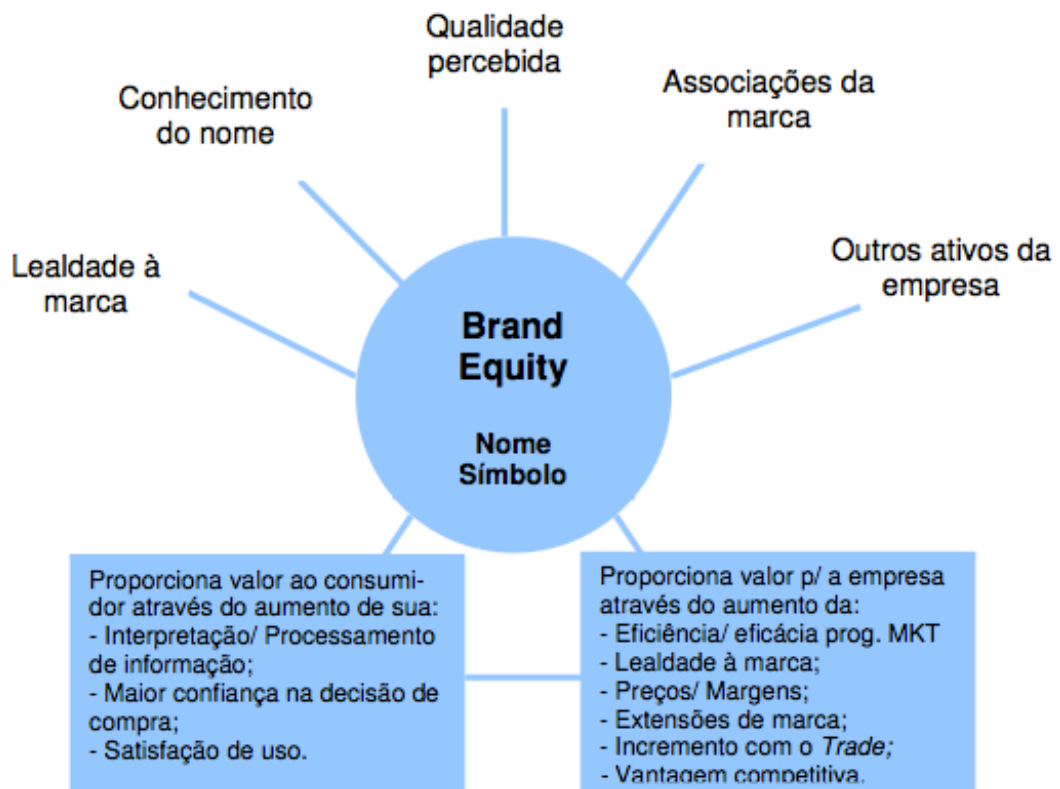 Qualidade
percebida
Associações da
marca
Conhecimento
do nome
Outros ativos da
empresa
Lealdade à
marca
Brand
Equity
Nome
Símbolo
Proporciona valor ao consumi-
dor através do aumento de sua:
- Interpretação/ Processamento
de informação;
- Maior confiança na decisão de
compra;
- Satisfação de uso.
Proporciona valor p/ a empresa
através do aumento da:
- Eficiência/ eficácia prog. MKT
- Lealdade à marca;
- Preços/ Margens;
- Extensões de marca;
- Incremento com o Trade;
- Vantagem competitiva.